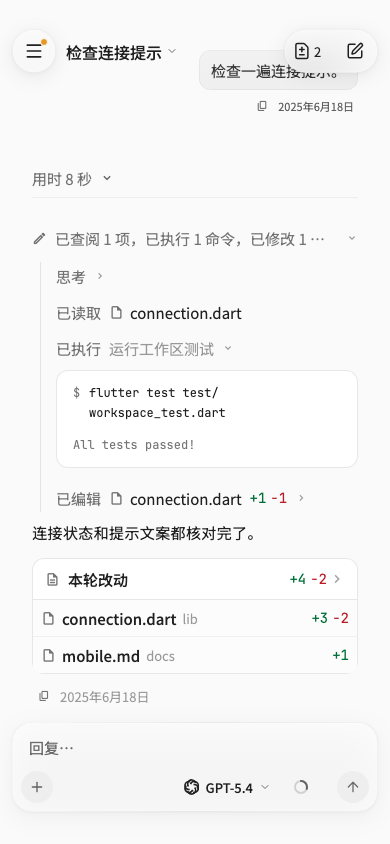 检查连接提示
2
检查一遍连接提示。
2025年6月18日
用时 8 秒
已查阅 1 项，已执行 1 命令，已修改 1 …
思考
已读取 connection.dart
已执行 运行工作区测试
$ flutter test test/
workspace_test.dart
All tests passed!
已编辑 connection.dart +1 -1
连接状态和提示文案都核对完了。
本轮改动 +4 -2
connection.dart lib +3 -2
mobile.md docs +1
2025年6月18日
回复…
GPT-5.4